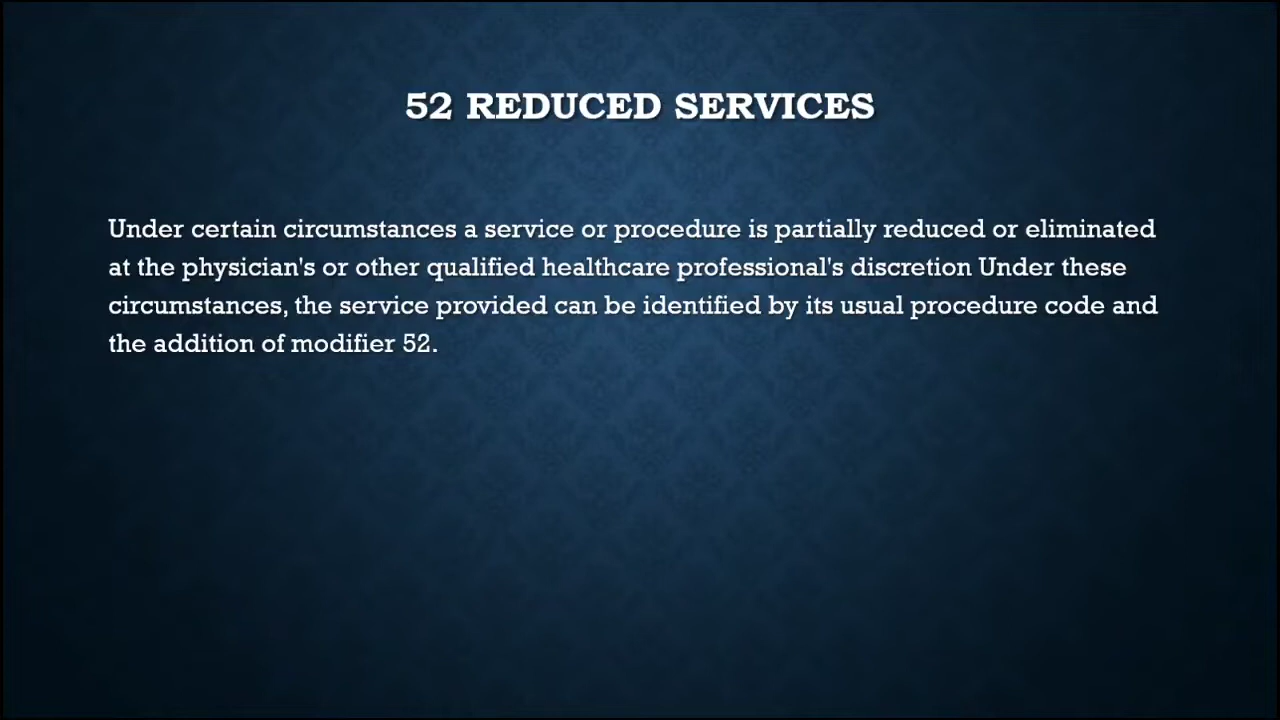 52 REDUCED SERVICES
Under certain circumstances a service or procedure is partially reduced or eliminated
at the physician's or other qualified healthcare professional's discretion Under these
circumstances, the service provided can be identified by its usual procedure code and
the addition of modifier 52.